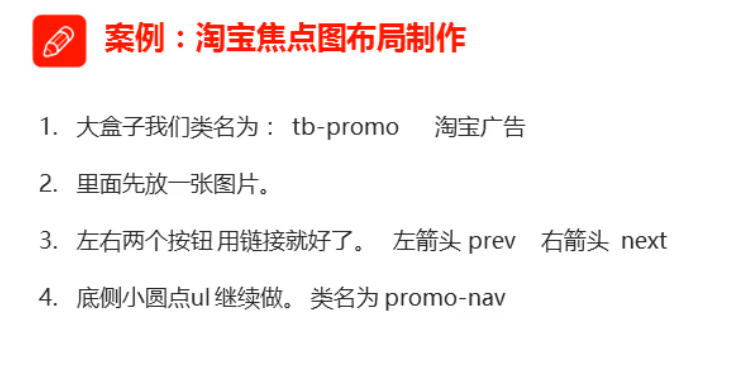 案例：淘宝焦点图布局制作
1. 大盒子我们类名为： tb-promo 淘宝广告
2. 里面先放一张图片。
3. 左右两个按钮 用链接就好了。 左箭头 prev 右箭头 next
4. 底侧小圆点ul 继续做。 类名为 promo-nav